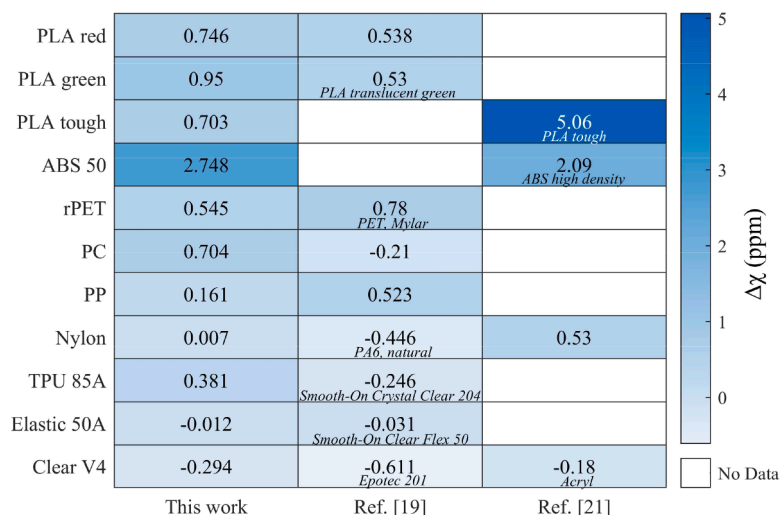 PLA red 0.746 0.538
PLA green 0.95 0.53
PLA translucent green
PLA tough 0.703 5.06
PLA tough
ABS 50 2.748 2.09
ABS high density
rPET 0.545 0.78
PET, Mylar
PC 0.704 -0.21
PP 0.161 0.523
Nylon 0.007 -0.446 0.53
PA6, natural
TPU 85A 0.381 -0.246
Smooth-On Crystal Clear 204
Elastic 50A -0.012 -0.031
Smooth-On Clear Flex 50
Clear V4 -0.294 -0.611 -0.18
Epotec 201 Acryl
This work Ref. [19] Ref. [21]
5
4
3
2
1
0
Δχ (ppm)
No Data